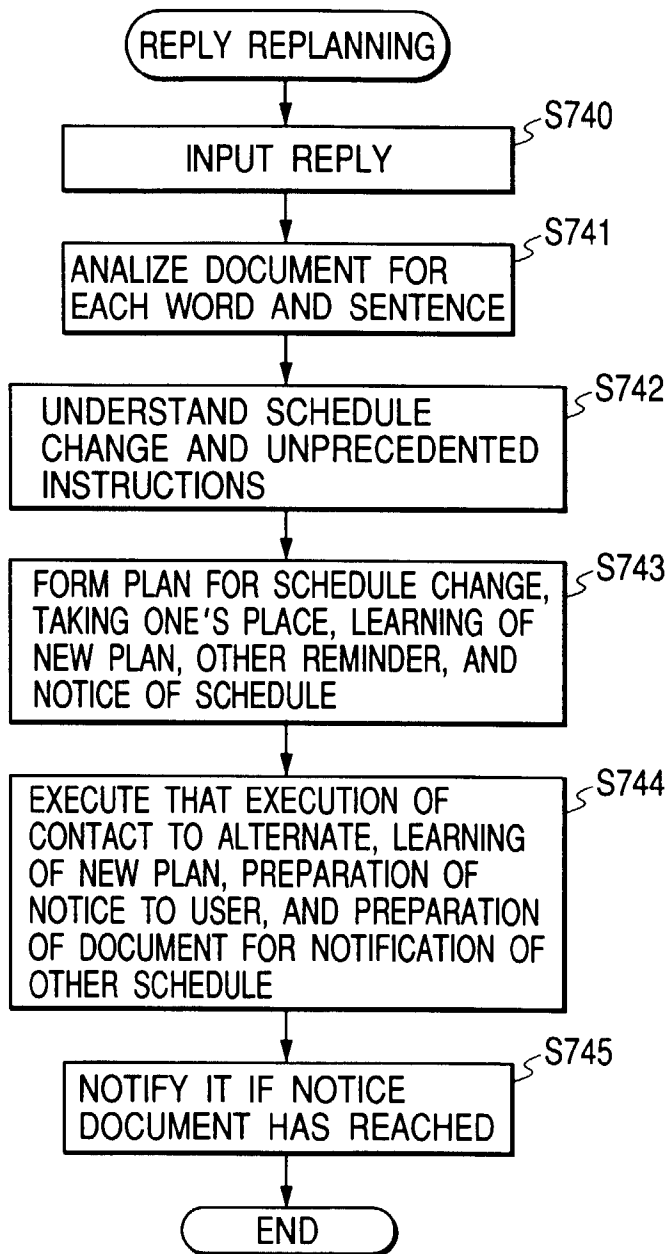 REPLY REPLANNING
S740
INPUT REPLY
S741
ANALIZE DOCUMENT FOR
EACH WORD AND SENTENCE
S742
UNDERSTAND SCHEDULE
CHANGE AND UNPRECEDENTED
INSTRUCTIONS
S743
FORM PLAN FOR SCHEDULE CHANGE,
TAKING ONE'S PLACE, LEARNING OF
NEW PLAN, OTHER REMINDER, AND
NOTICE OF SCHEDULE
S744
EXECUTE THAT EXECUTION OF
CONTACT TO ALTERNATE, LEARNING
OF NEW PLAN, PREPARATION OF
NOTICE TO USER, AND PREPARATION
OF DOCUMENT FOR NOTIFICATION OF
OTHER SCHEDULE
S745
NOTIFY IT IF NOTICE
DOCUMENT HAS REACHED
END